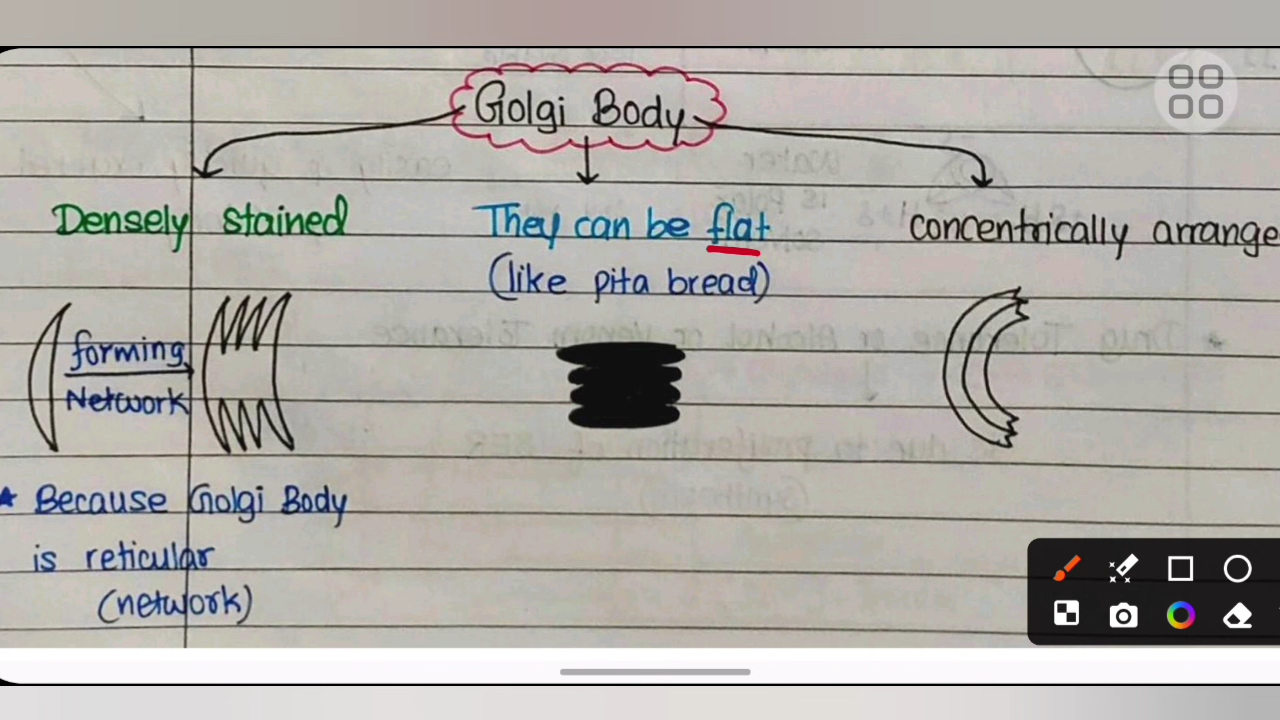 Golgi Body
Densely stained
They can be flat
(like pita bread)
concentrically arrange
forming
Network
* Because Golgi Body
is reticular
(network)